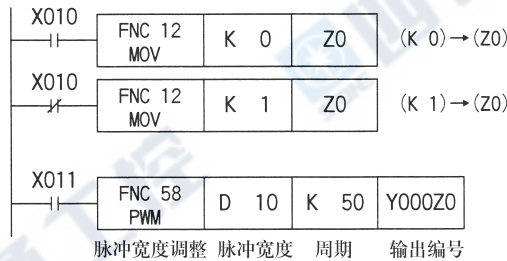 X010
FNC 12 K 0 Z0 (K 0)→(Z0)
MOV
X010
FNC 12 K 1 Z0 (K 1)→(Z0)
MOV
X011
FNC 58 D 10 K 50 Y000Z0
PWM
脉冲宽度调整 脉冲宽度 周期 输出编号